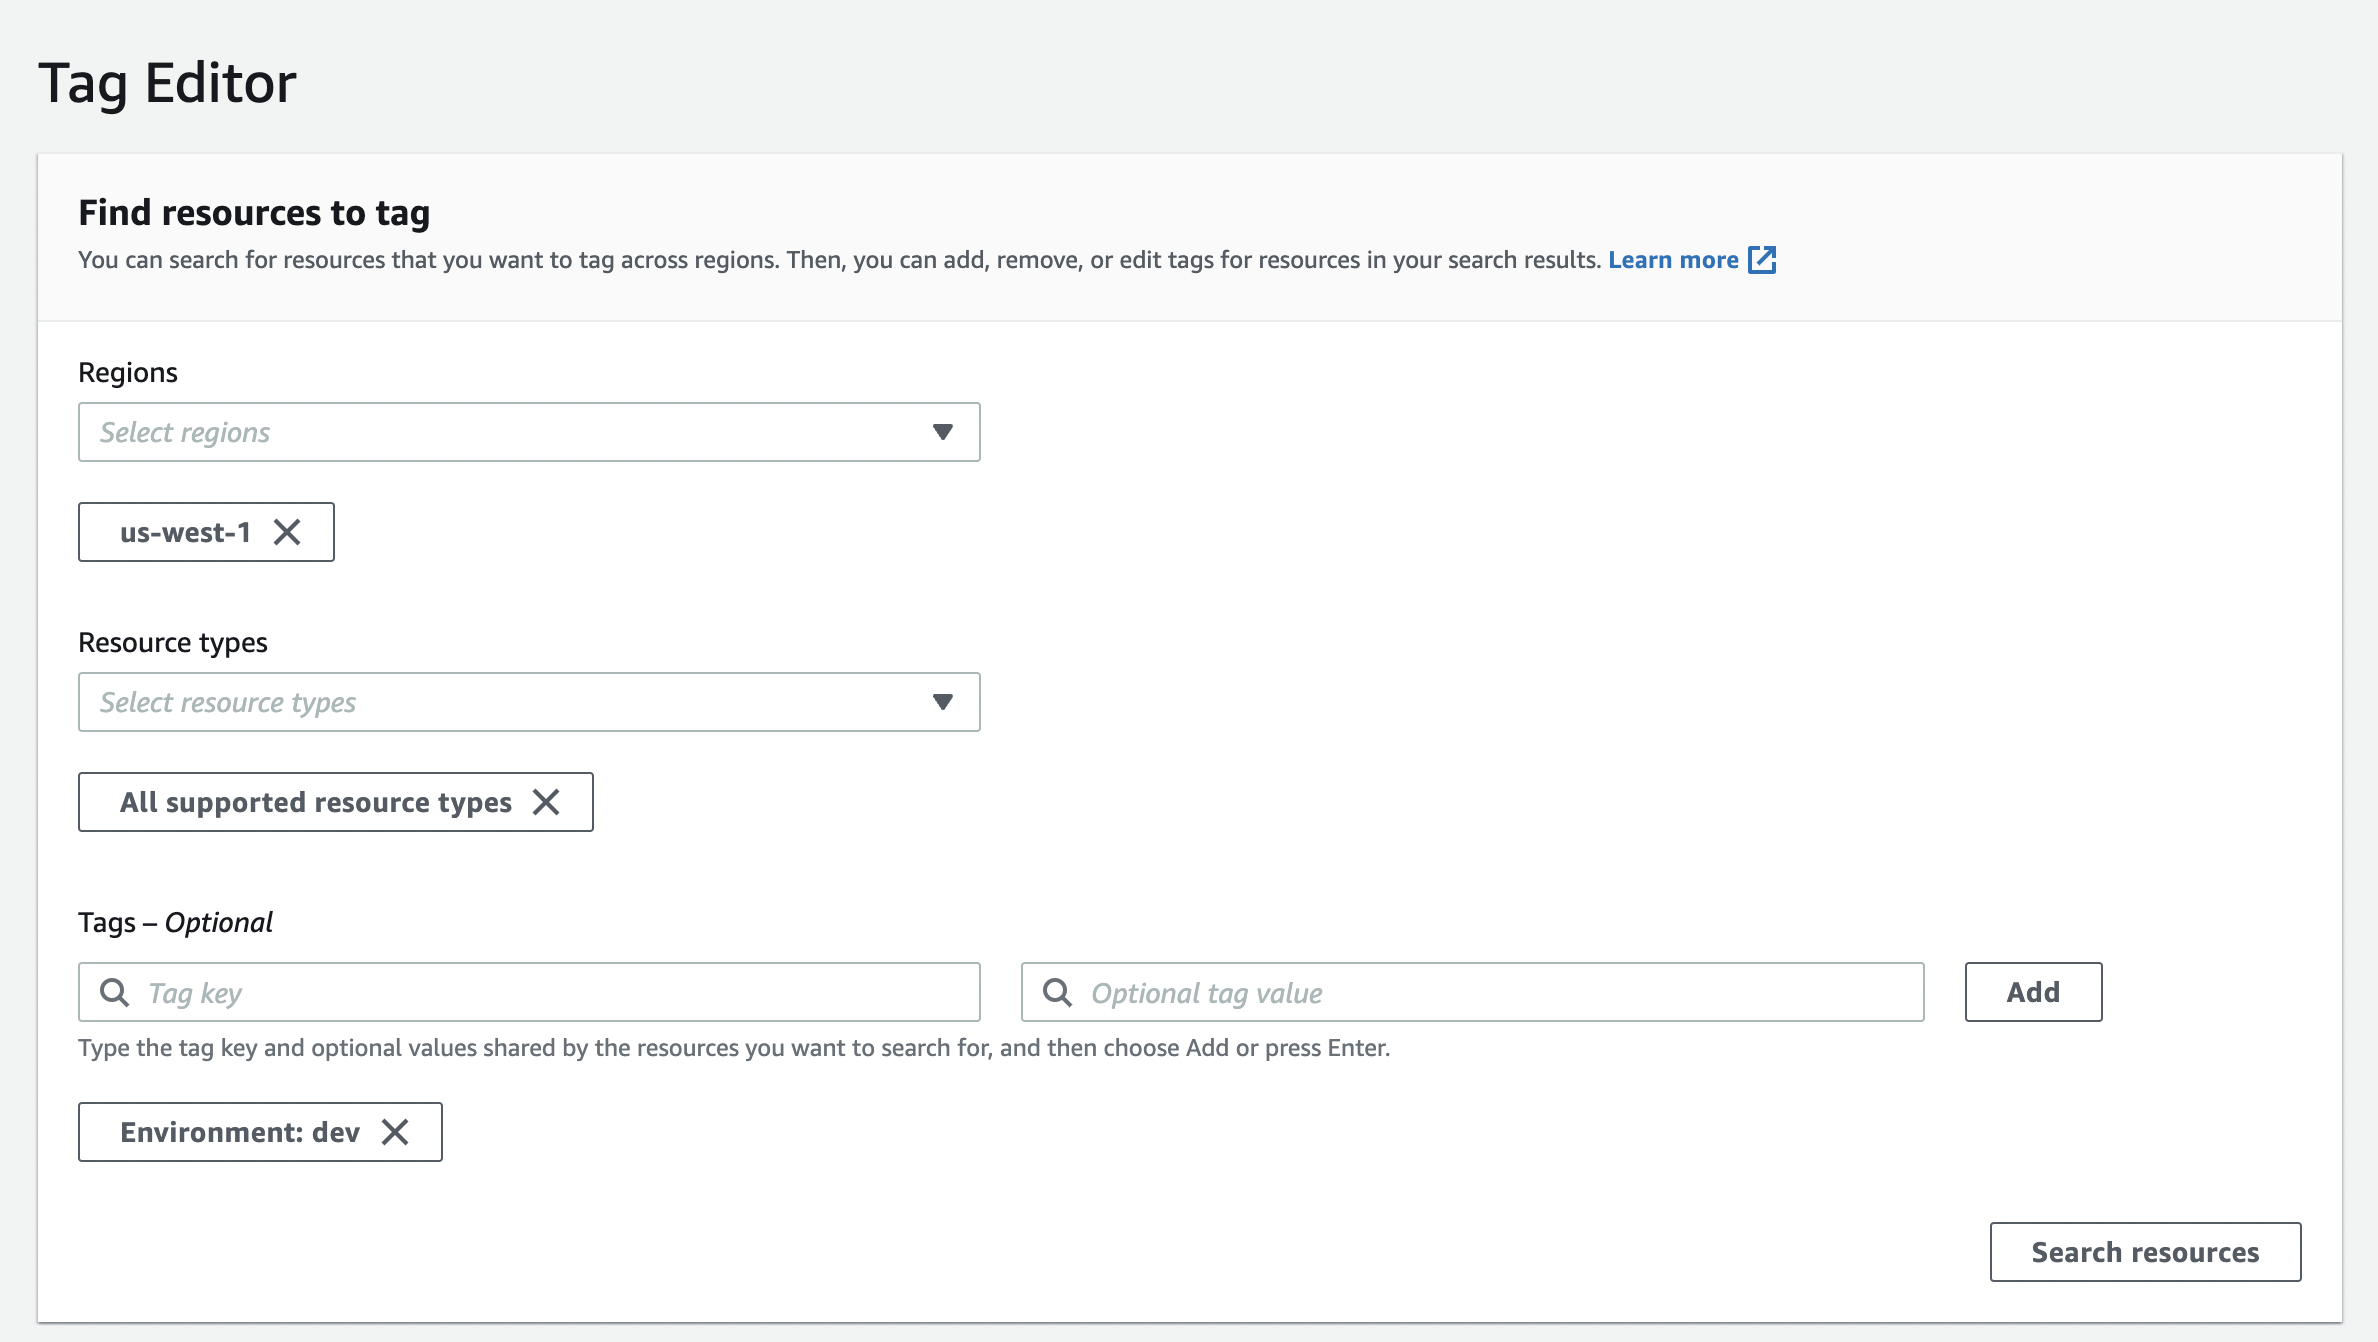 Tag Editor
Find resources to tag
You can search for resources that you want to tag across regions. Then, you can add, remove, or edit tags for resources in your search results. Learn more
Regions
Select regions
us-west-1
Resource types
Select resource types
All supported resource types
Tags – Optional
Tag key
Optional tag value
Add
Type the tag key and optional values shared by the resources you want to search for, and then choose Add or press Enter.
Environment: dev
Search resources